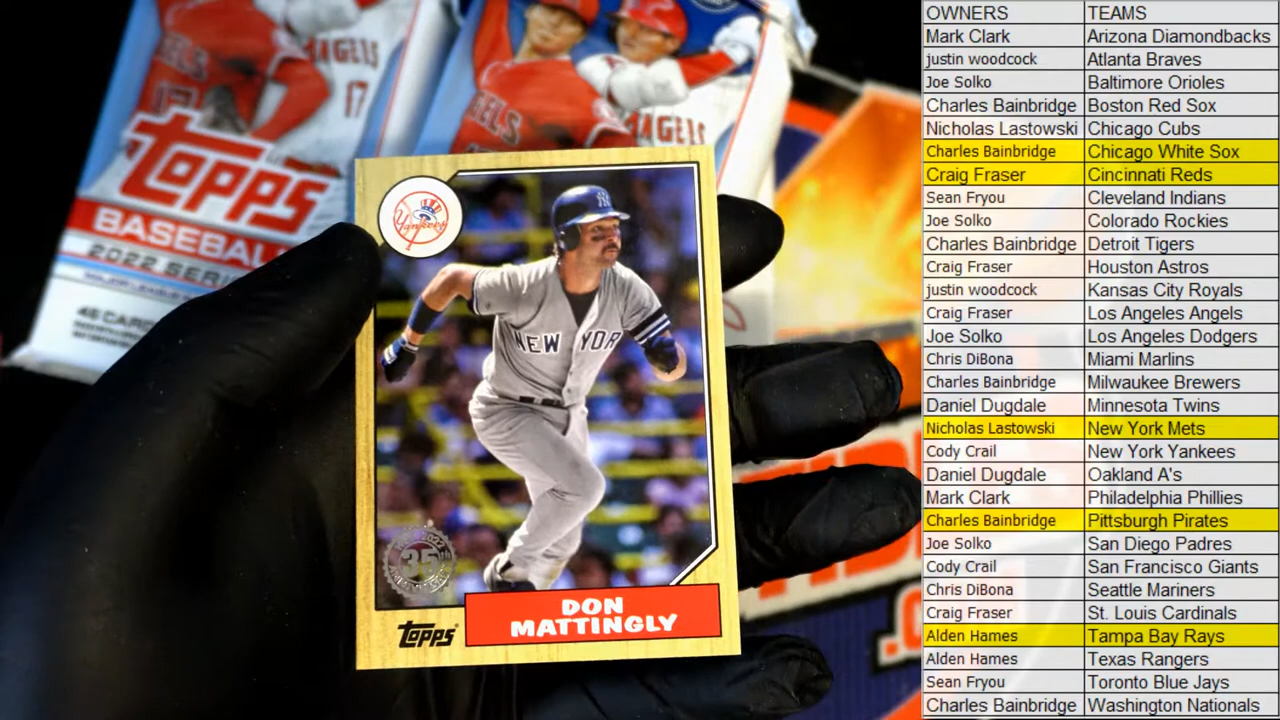 ANGELS
17
TOPPS
BASEBALL
2022 SERIE
46 CARD
ANGELS
Yankees
NEW YORK
35th
DON
MATTINGLY
TOPPS
OWNERS TEAMS
Mark Clark Arizona Diamondbacks
justin woodcock Atlanta Braves
Joe Solko Baltimore Orioles
Charles Bainbridge Boston Red Sox
Nicholas Lastowski Chicago Cubs
Charles Bainbridge Chicago White Sox
Craig Fraser Cincinnati Reds
Sean Fryou Cleveland Indians
Joe Solko Colorado Rockies
Charles Bainbridge Detroit Tigers
Craig Fraser Houston Astros
justin woodcock Kansas City Royals
Craig Fraser Los Angeles Angels
Joe Solko Los Angeles Dodgers
Chris DiBona Miami Marlins
Charles Bainbridge Milwaukee Brewers
Daniel Dugdale Minnesota Twins
Nicholas Lastowski New York Mets
Cody Crail New York Yankees
Daniel Dugdale Oakland A's
Mark Clark Philadelphia Phillies
Charles Bainbridge Pittsburgh Pirates
Joe Solko San Diego Padres
Cody Crail San Francisco Giants
Chris DiBona Seattle Mariners
Craig Fraser St. Louis Cardinals
Alden Hames Tampa Bay Rays
Alden Hames Texas Rangers
Sean Fryou Toronto Blue Jays
Charles Bainbridge Washington Nationals